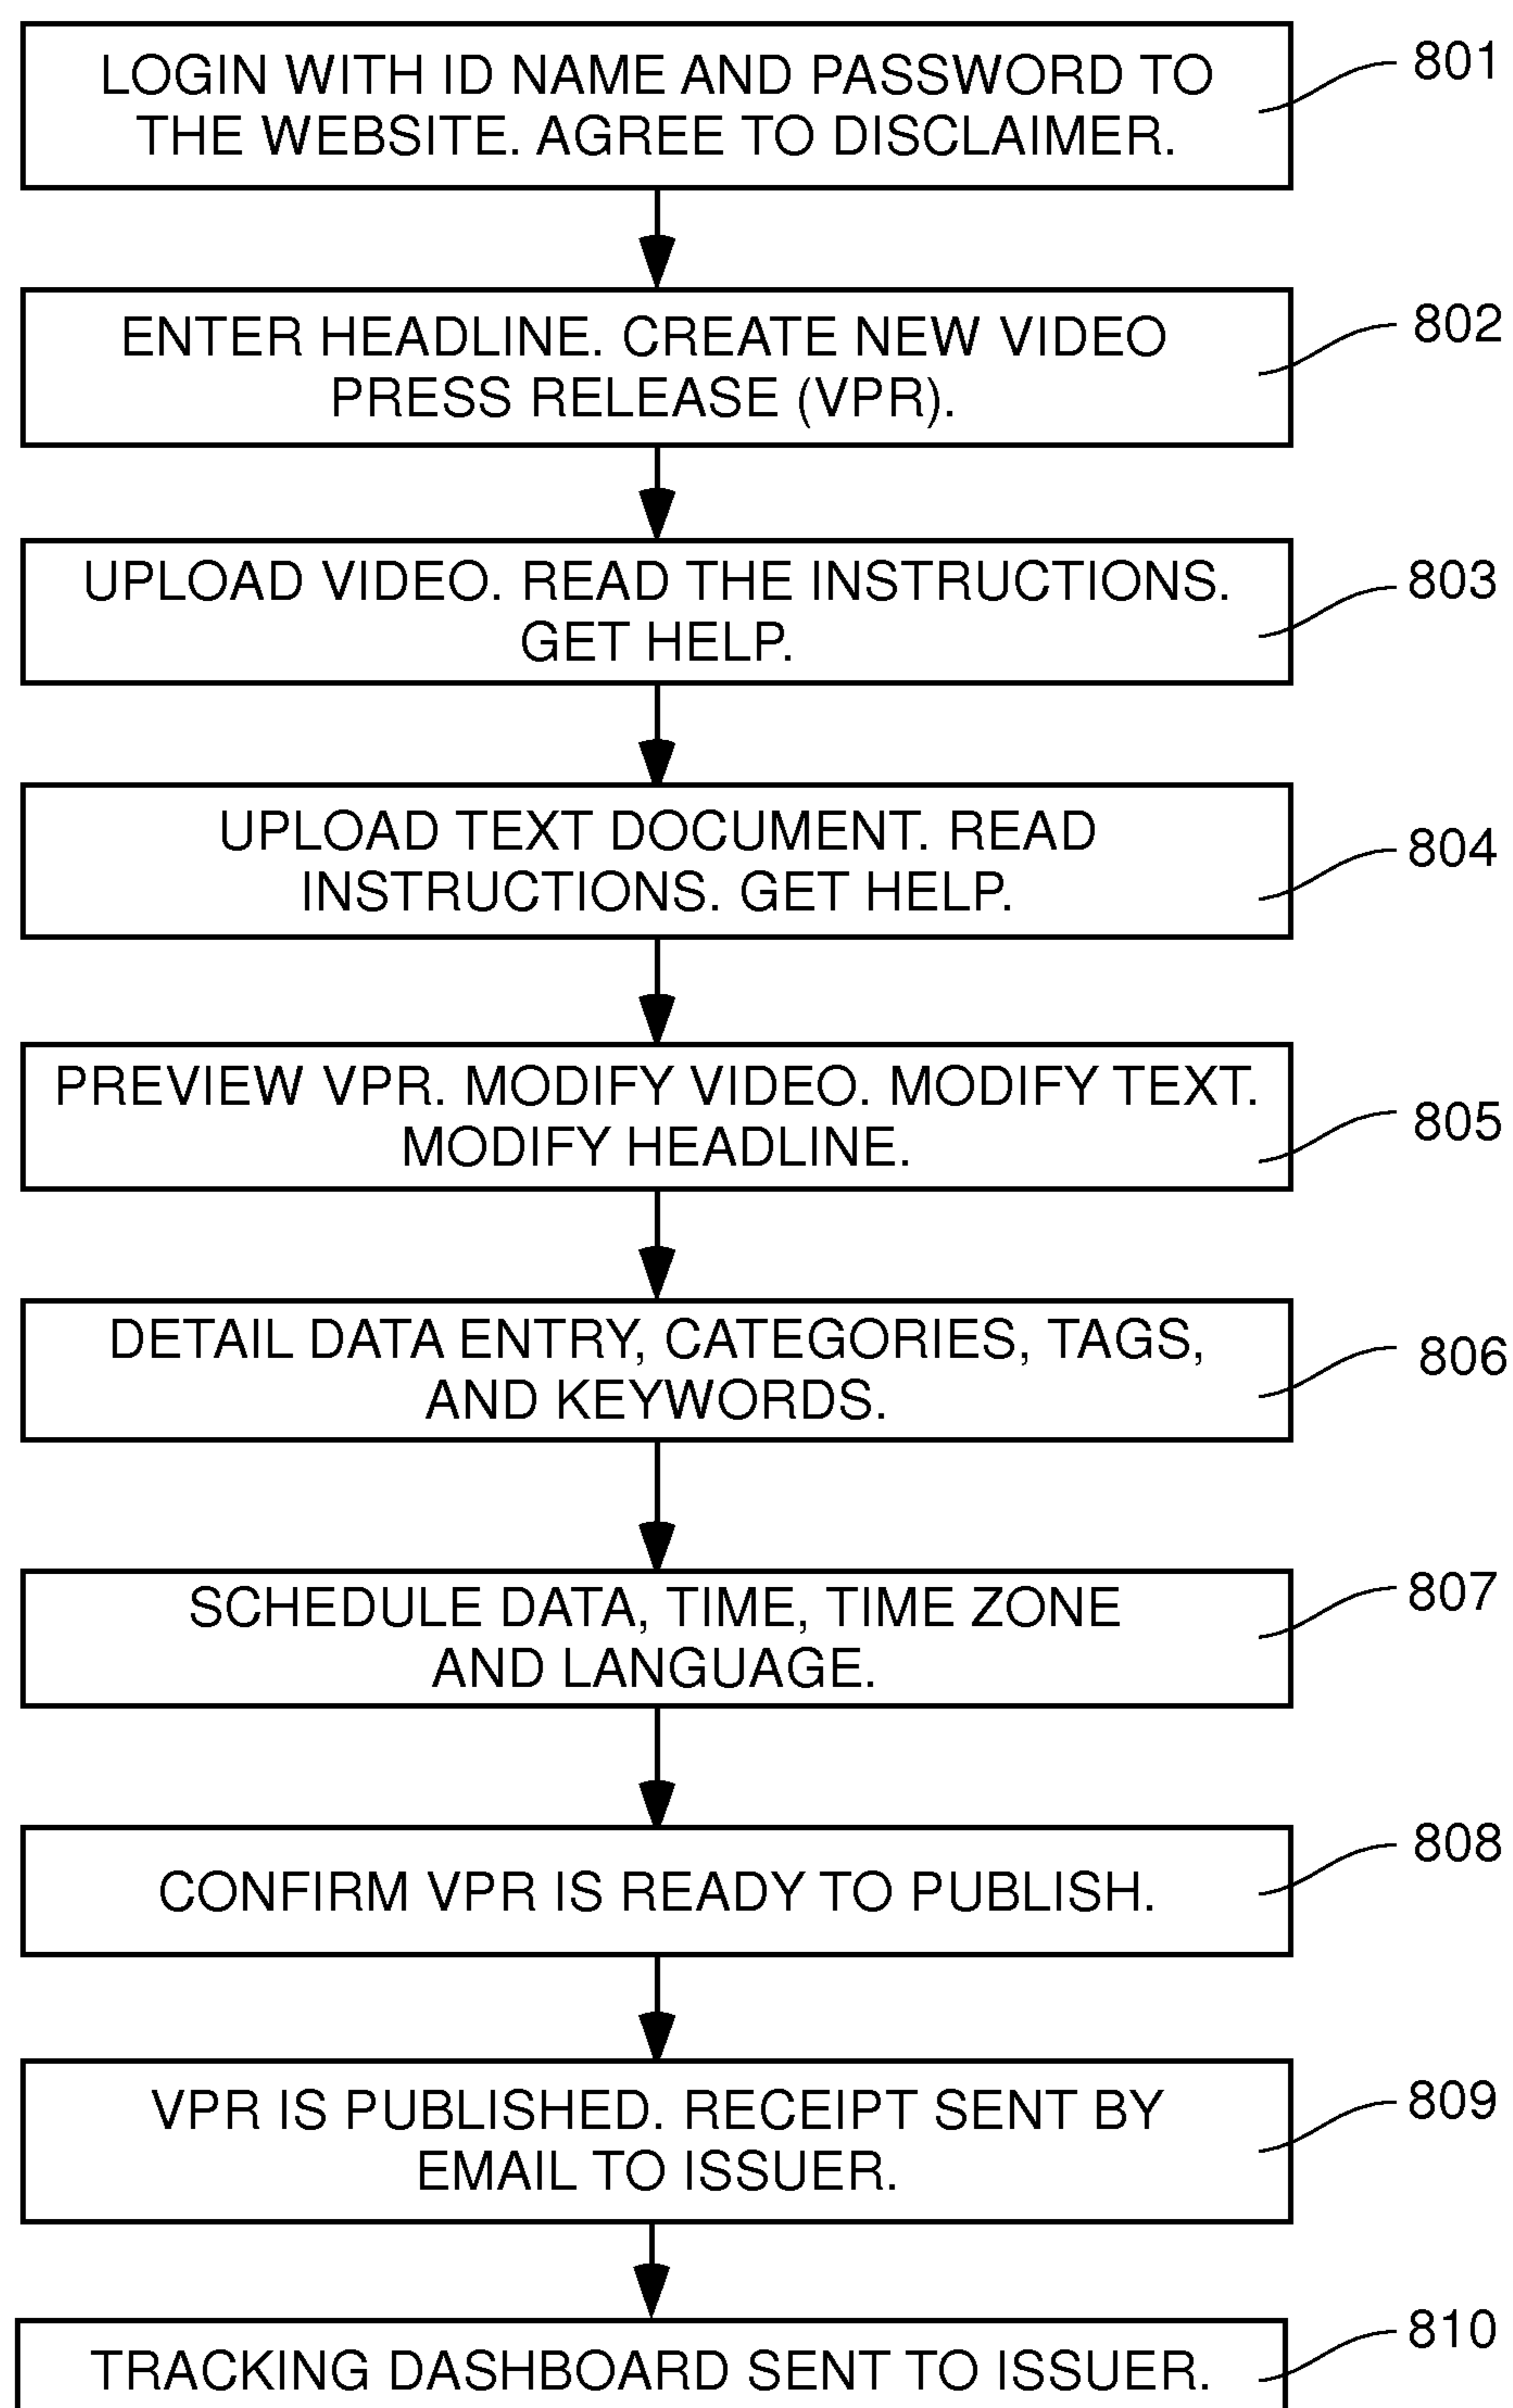 LOGIN WITH ID NAME AND PASSWORD TO
THE WEBSITE. AGREE TO DISCLAIMER.
801
ENTER HEADLINE. CREATE NEW VIDEO
PRESS RELEASE (VPR).
802
UPLOAD VIDEO. READ THE INSTRUCTIONS.
GET HELP.
803
UPLOAD TEXT DOCUMENT. READ
INSTRUCTIONS. GET HELP.
804
PREVIEW VPR. MODIFY VIDEO. MODIFY TEXT.
MODIFY HEADLINE.
805
DETAIL DATA ENTRY, CATEGORIES, TAGS,
AND KEYWORDS.
806
SCHEDULE DATA, TIME, TIME ZONE
AND LANGUAGE.
807
CONFIRM VPR IS READY TO PUBLISH.
808
VPR IS PUBLISHED. RECEIPT SENT BY
EMAIL TO ISSUER.
809
TRACKING DASHBOARD SENT TO ISSUER.
810